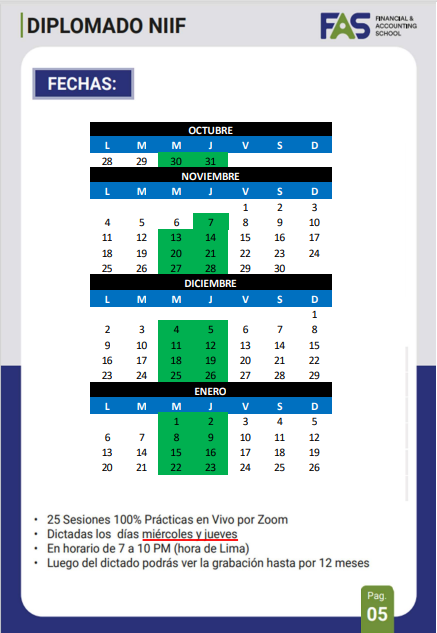 DIPLOMADO NIIF
FAS FINANCIAL &
ACCOUNTING
SCHOOL
FECHAS:
OCTUBRE
L M M J V S D
28 29 30 31
NOVIEMBRE
L M M J V S D
1 2 3
4 5 6 7 8 9 10
11 12 13 14 15 16 17
18 19 20 21 22 23 24
25 26 27 28 29 30
DICIEMBRE
L M M J V S D
1
2 3 4 5 6 7 8
9 10 11 12 13 14 15
16 17 18 19 20 21 22
23 24 25 26 27 28 29
ENERO
L M M J V S D
1 2 3 4 5
6 7 8 9 10 11 12
13 14 15 16 17 18 19
20 21 22 23 24 25 26
• 25 Sesiones 100% Prácticas en Vivo por Zoom
• Dictadas los días miércoles y jueves
• En horario de 7 a 10 PM (hora de Lima)
• Luego del dictado podrás ver la grabación hasta por 12 meses
Pag.
05